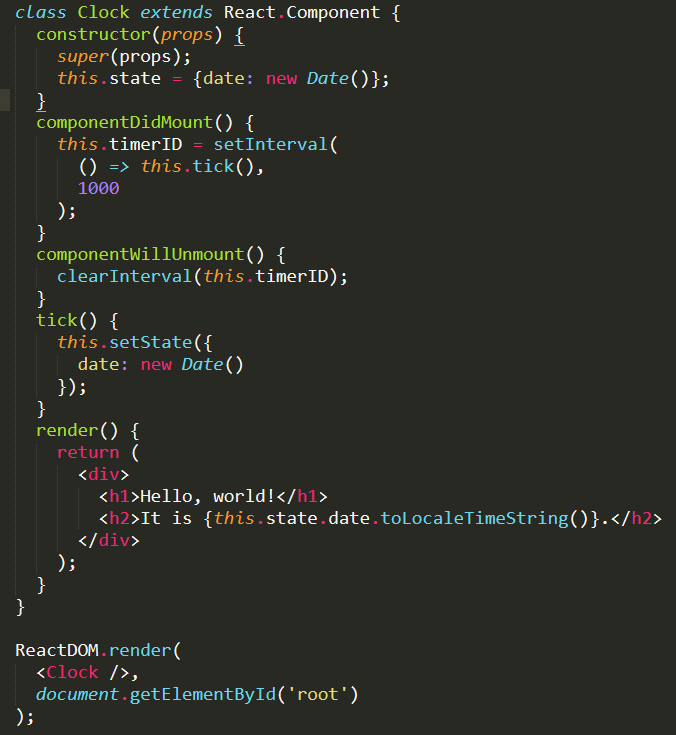 class Clock extends React.Component {
  constructor(props) {
    super(props);
    this.state = {date: new Date()};
  }
  componentDidMount() {
    this.timerID = setInterval(
      () => this.tick(),
      1000
    );
  }
  componentWillUnmount() {
    clearInterval(this.timerID);
  }
  tick() {
    this.setState({
      date: new Date()
    });
  }
  render() {
    return (
      <div>
        <h1>Hello, world!</h1>
        <h2>It is {this.state.date.toLocaleTimeString()}.</h2>
      </div>
    );
  }
}

ReactDOM.render(
  <Clock />,
  document.getElementById('root')
);